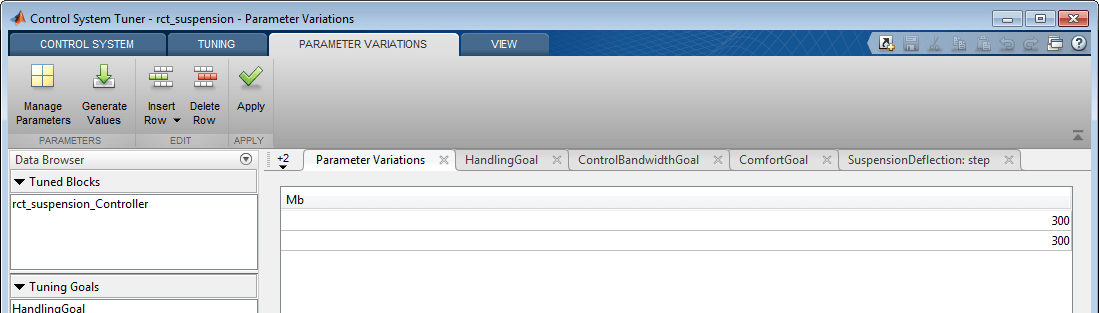 Control System Tuner - rct_suspension - Parameter Variations
CONTROL SYSTEM TUNING PARAMETER VARIATIONS VIEW
Manage Parameters
Generate Values
Insert Row
Delete Row
Apply
PARAMETERS EDIT APPLY
Data Browser
+2 Parameter Variations HandlingGoal ControlBandwidthGoal ComfortGoal SuspensionDeflection: step
Tuned Blocks
rct_suspension_Controller
Mb
300
300
Tuning Goals
HandlingGoal